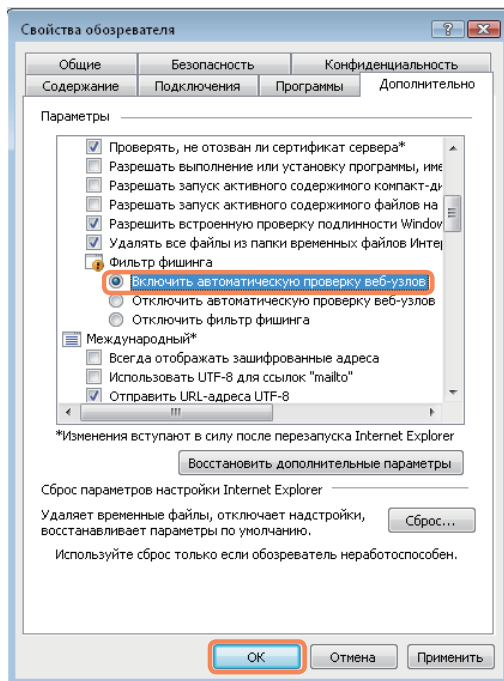 Свойства обозревателя
Общие Безопасность Конфиденциальность
Содержание Подключения Программы Дополнительно
Параметры
Проверять, не отозван ли сертификат сервера*
Разрешать выполнение или установку программы, име
Разрешать запуск активного содержимого компакт-ди
Разрешать запуск активного содержимого файлов на
Разрешить встроенную проверку подлинности Window
Удалять все файлы из папки временных файлов Интер
Фильтр фишинга
Включить автоматическую проверку веб-узлов
Отключить автоматическую проверку веб-узлов
Отключить фильтр фишинга
Международный*
Всегда отображать зашифрованные адреса
Использовать UTF-8 для ссылок "mailto"
Отправить URL-адреса UTF-8
*Изменения вступают в силу после перезапуска Internet Explorer
Восстановить дополнительные параметры
Сброс параметров настройки Internet Explorer
Удаляет временные файлы, отключает надстройки,
восстанавливает параметры по умолчанию.
Сброс...
Используйте сброс только если обозреватель неработоспособен.
ОК Отмена Применить